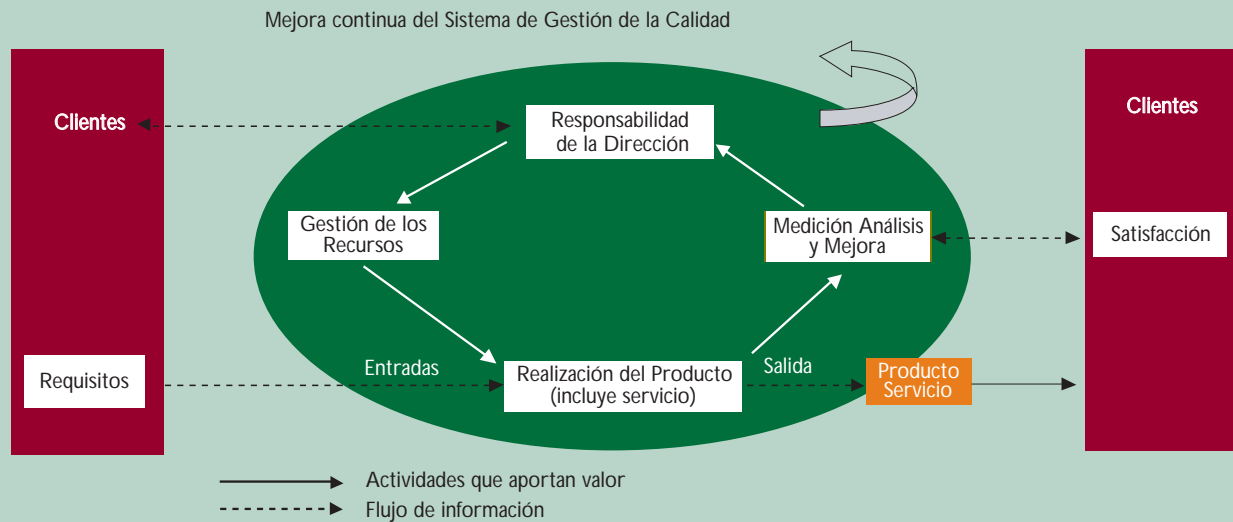 Mejora continua del Sistema de Gestión de la Calidad
Clientes
Responsabilidad
de la Dirección
Clientes
Gestión de los
Recursos
Medición Análisis
y Mejora
Satisfacción
Requisitos
Entradas
Realización del Producto
(incluye servicio)
Salida
Producto
Servicio
Actividades que aportan valor
Flujo de información